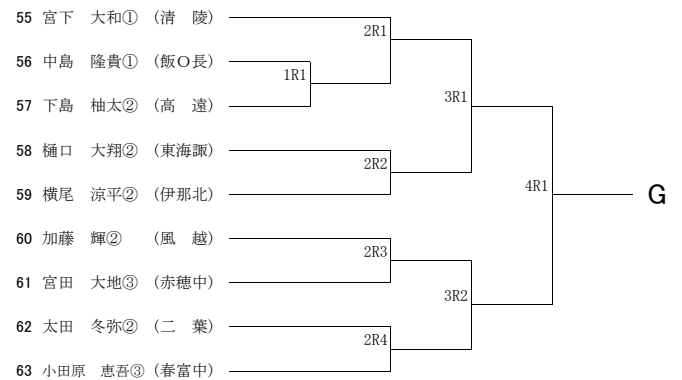 55 宮下　大和① （清　陵）
2R1
56 中島　隆貴① （飯Ｏ長）
1R1
57 下島　柚太② （高　遠）
3R1
58 樋口　大翔② （東海諏）
2R2
59 横尾　涼平② （伊那北）
4R1
G
60 加藤　輝② （風　越）
2R3
61 宮田　大地③ （赤穂中）
3R2
62 太田　冬弥② （二　葉）
2R4
63 小田原　恵吾③ （春富中）